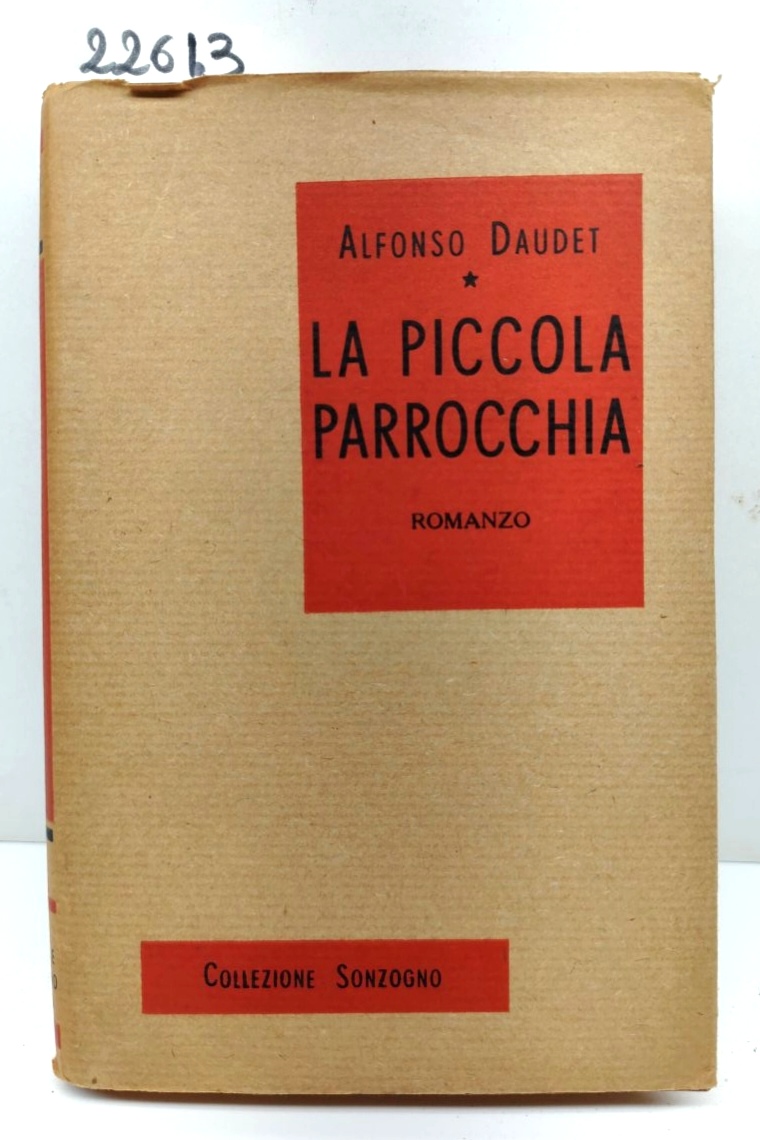 22613
ALFONSO DAUDET
★
LA PICCOLA
PARROCCHIA
ROMANZO
COLLEZIONE SONZOGNO